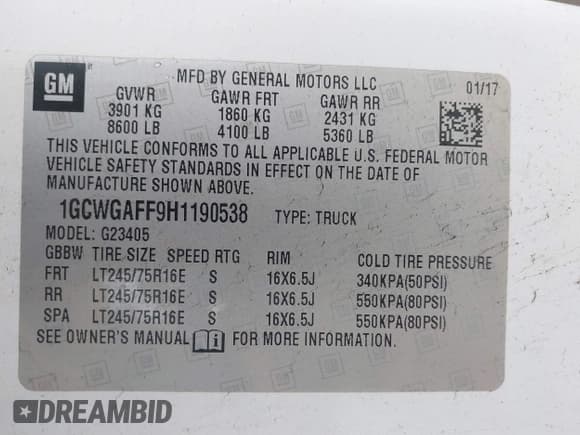 GM
MFD BY GENERAL MOTORS LLC 01/17
GVWR GAWR FRT GAWR RR
3901 KG 1860 KG 2431 KG
8600 LB 4100 LB 5360 LB
THIS VEHICLE CONFORMS TO ALL APPLICABLE U.S. FEDERAL MOTOR
VEHICLE SAFETY STANDARDS IN EFFECT ON THE DATE OF
MANUFACTURE SHOWN ABOVE.
1GCWGAFF9H1190538 TYPE: TRUCK
MODEL: G23405
GBBW TIRE SIZE SPEED RTG RIM COLD TIRE PRESSURE
FRT LT245/75R16E S 16X6.5J 340KPA(50PSI)
RR LT245/75R16E S 16X6.5J 550KPA(80PSI)
SPA LT245/75R16E S 16X6.5J 550KPA(80PSI)
SEE OWNER'S MANUAL FOR MORE INFORMATION.
DREAMBID